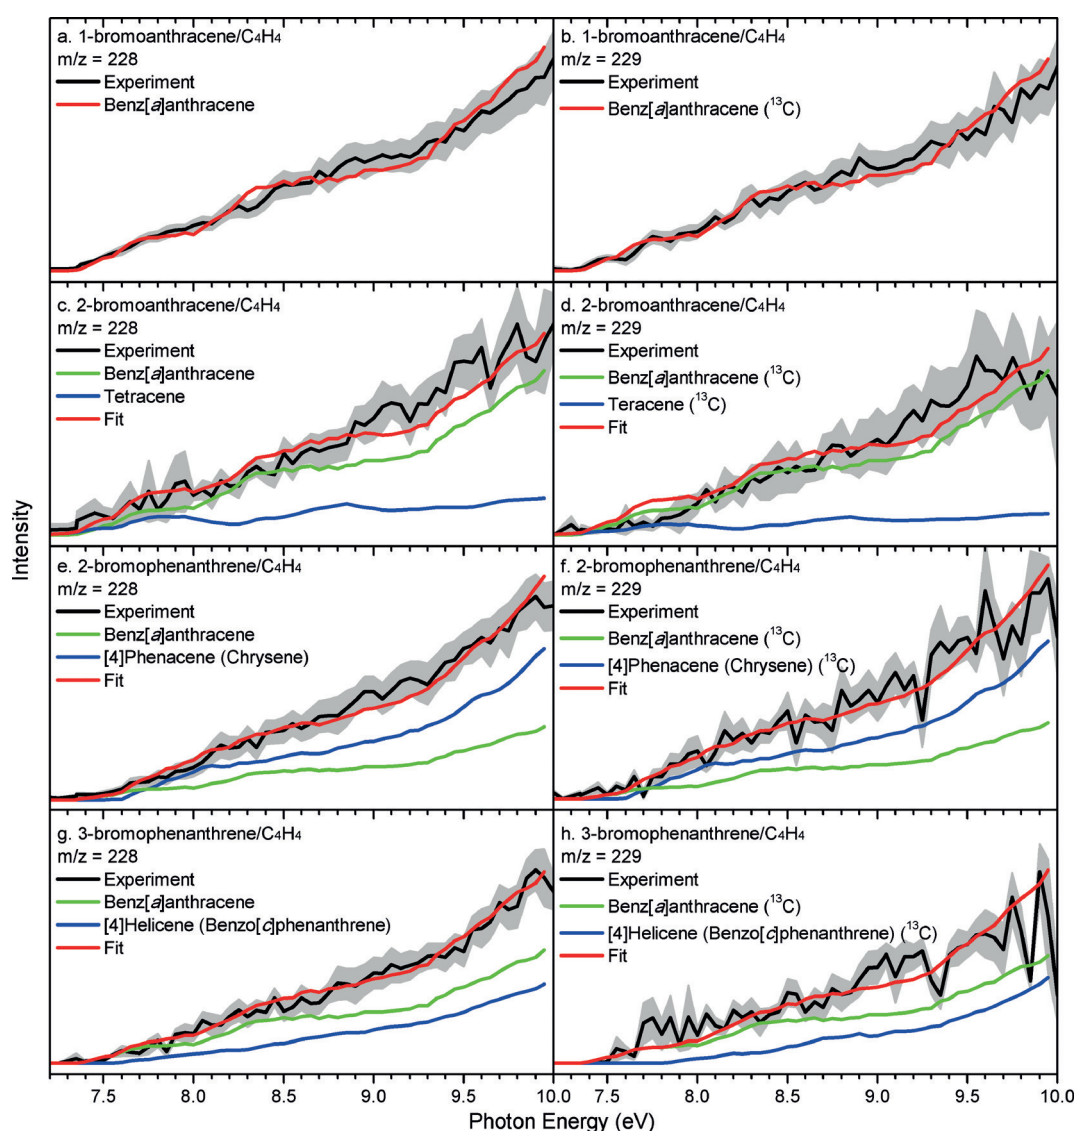 a. 1-bromoanthracene/C₄H₄
m/z = 228
Experiment
Benz[a]anthracene
b. 1-bromoanthracene/C₄H₄
m/z = 229
Experiment
Benz[a]anthracene (¹³C)
c. 2-bromoanthracene/C₄H₄
m/z = 228
Experiment
Benz[a]anthracene
Tetracene
Fit
d. 2-bromoanthracene/C₄H₄
m/z = 229
Experiment
Benz[a]anthracene (¹³C)
Teracene (¹³C)
Fit
Intensity
e. 2-bromophenanthrene/C₄H₄
m/z = 228
Experiment
Benz[a]anthracene
[4]Phenacene (Chrysene)
Fit
f. 2-bromophenanthrene/C₄H₄
m/z = 229
Experiment
Benz[a]anthracene (¹³C)
[4]Phenacene (Chrysene) (¹³C)
Fit
g. 3-bromophenanthrene/C₄H₄
m/z = 228
Experiment
Benz[a]anthracene
[4]Helicene (Benzo[c]phenanthrene)
Fit
h. 3-bromophenanthrene/C₄H₄
m/z = 229
Experiment
Benz[a]anthracene (¹³C)
[4]Helicene (Benzo[c]phenanthrene) (¹³C)
Fit
7.5 8.0 8.5 9.0 9.5 10.0 7.5 8.0 8.5 9.0 9.5 10.0
Photon Energy (eV)